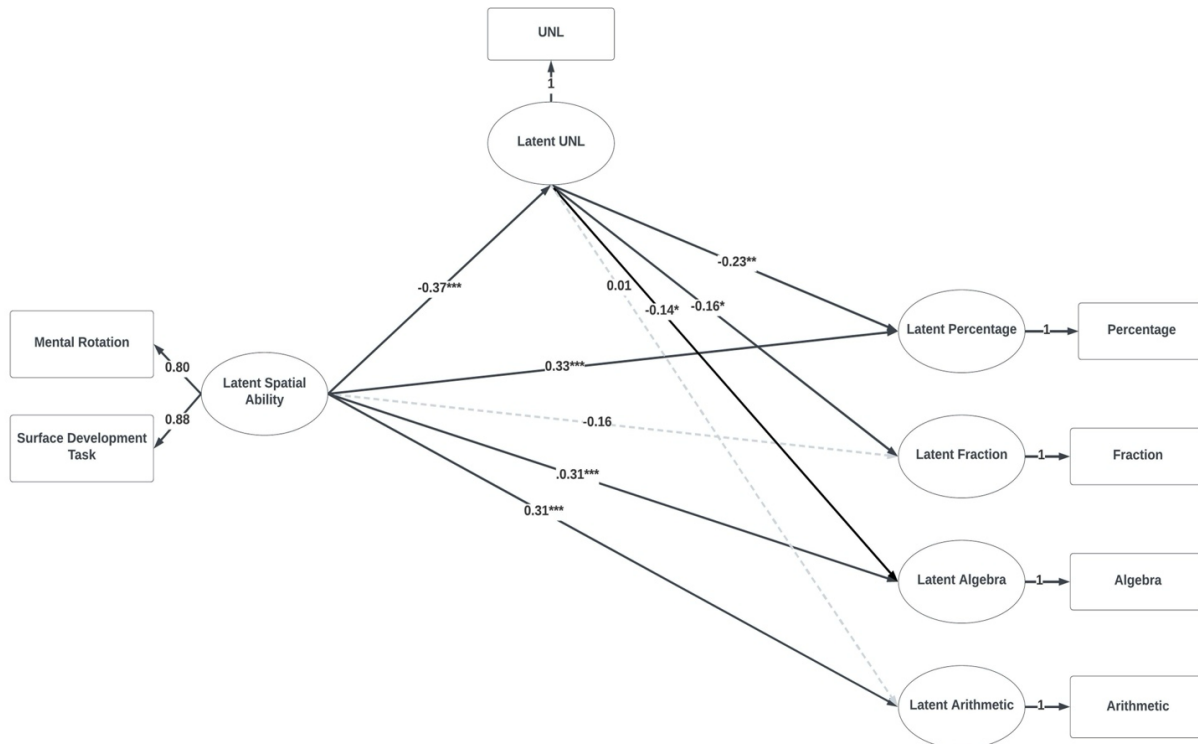 UNL
1
Latent UNL
-0.23**
-0.37***
0.01
-0.14*
-0.16*
Latent Percentage
1
Percentage
Mental Rotation
0.80
0.33***
Latent Spatial
Ability
0.88
-0.16
Surface Development
Task
Latent Fraction
1
Fraction
.0.31***
0.31***
Latent Algebra
1
Algebra
Latent Arithmetic
1
Arithmetic